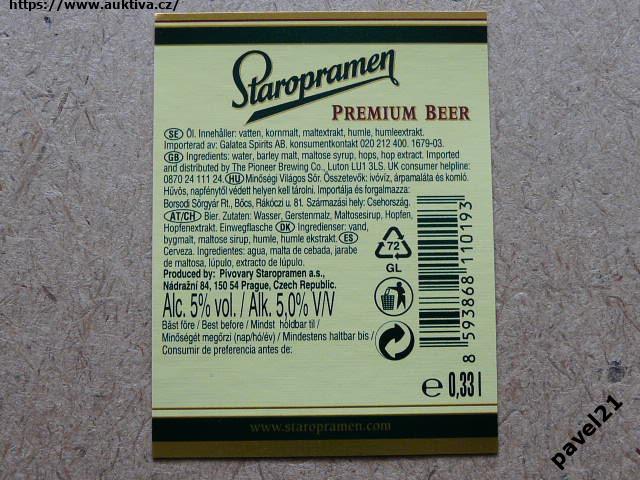 https://www.auktiva.cz/
Staropramen
PREMIUM BEER
SE Öl. Innehåller: vatten, kornmalt, maltextrakt, humle, humleextrakt.
Importerad av: Galatea Spirits AB, konsumentkontakt 020 212 400. 1679-03.
GB Ingredients: water, barley malt, maltose syrup, hops, hop extract. Imported
and distributed by The Pioneer Brewing Co., Luton LU1 3LS. UK consumer helpline:
0870 24 111 24. HU Minőségi Világos Sör. Összetevők: ivóvíz, árpamaláta és komló.
Hűvös, napfénytől védett helyen kell tárolni. Importálja és forgalmazza:
Borsodi Sörgyár Rt., Bőcs, Rákóczi u. 81. Származási hely: Csehország.
AT/CH Bier. Zutaten: Wasser, Gerstenmalz, Maltosesirup, Hopfen,
Hopfenextrakt. Einwegflasche DK Ingredienser: vand,
bygmalt, maltose sirup, humle, humle ekstrakt. ES
Cerveza. Ingredientes: agua, malta de cebada, jarabe
de maltosa, lúpulo, extracto de lúpulo.
Produced by: Pivovary Staropramen a.s.,
Nádražní 84, 150 54 Prague, Czech Republic.
Alc. 5% vol. / Alk. 5,0% V/V
Bäst före / Best before / Mindst holdbar til /
Minőségét megőrzi (nap/hó/év) / Mindestens haltbar bis /
Consumir de preferencia antes de:
72
GL
8 593868 110193
e 0,33 l
www.staropramen.com
pavel21